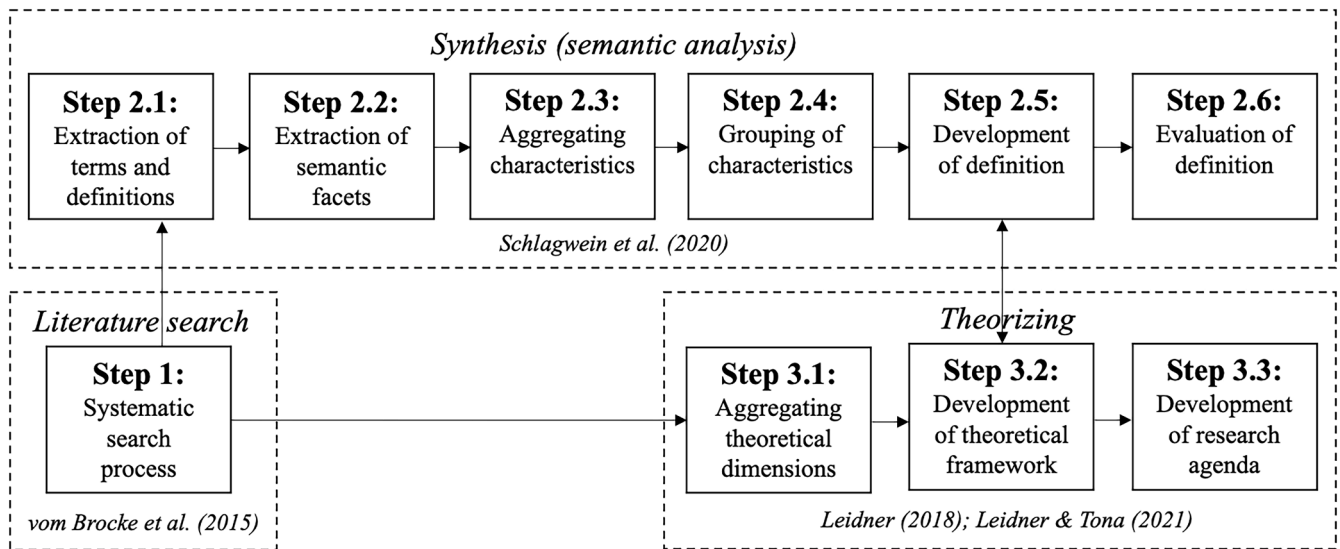 Synthesis (semantic analysis)
Step 2.1:
Extraction of
terms and
definitions
Step 2.2:
Extraction of
semantic
facets
Step 2.3:
Aggregating
characteristics
Step 2.4:
Grouping of
characteristics
Step 2.5:
Development
of definition
Step 2.6:
Evaluation of
definition
Schlagwein et al. (2020)
Literature search
Step 1:
Systematic
search
process
vom Brocke et al. (2015)
Theorizing
Step 3.1:
Aggregating
theoretical
dimensions
Step 3.2:
Development
of theoretical
framework
Step 3.3:
Development
of research
agenda
Leidner (2018); Leidner & Tona (2021)